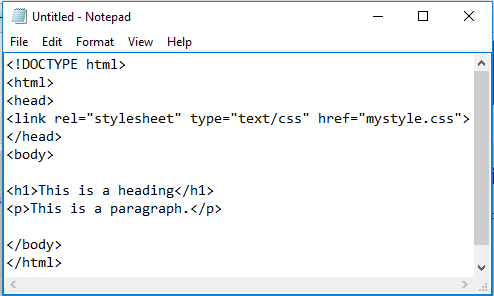 Untitled - Notepad
File Edit Format View Help
<!DOCTYPE html>
<html>
<head>
<link rel="stylesheet" type="text/css" href="mystyle.css">
</head>
<body>
<h1>This is a heading</h1>
<p>This is a paragraph.</p>
</body>
</html>